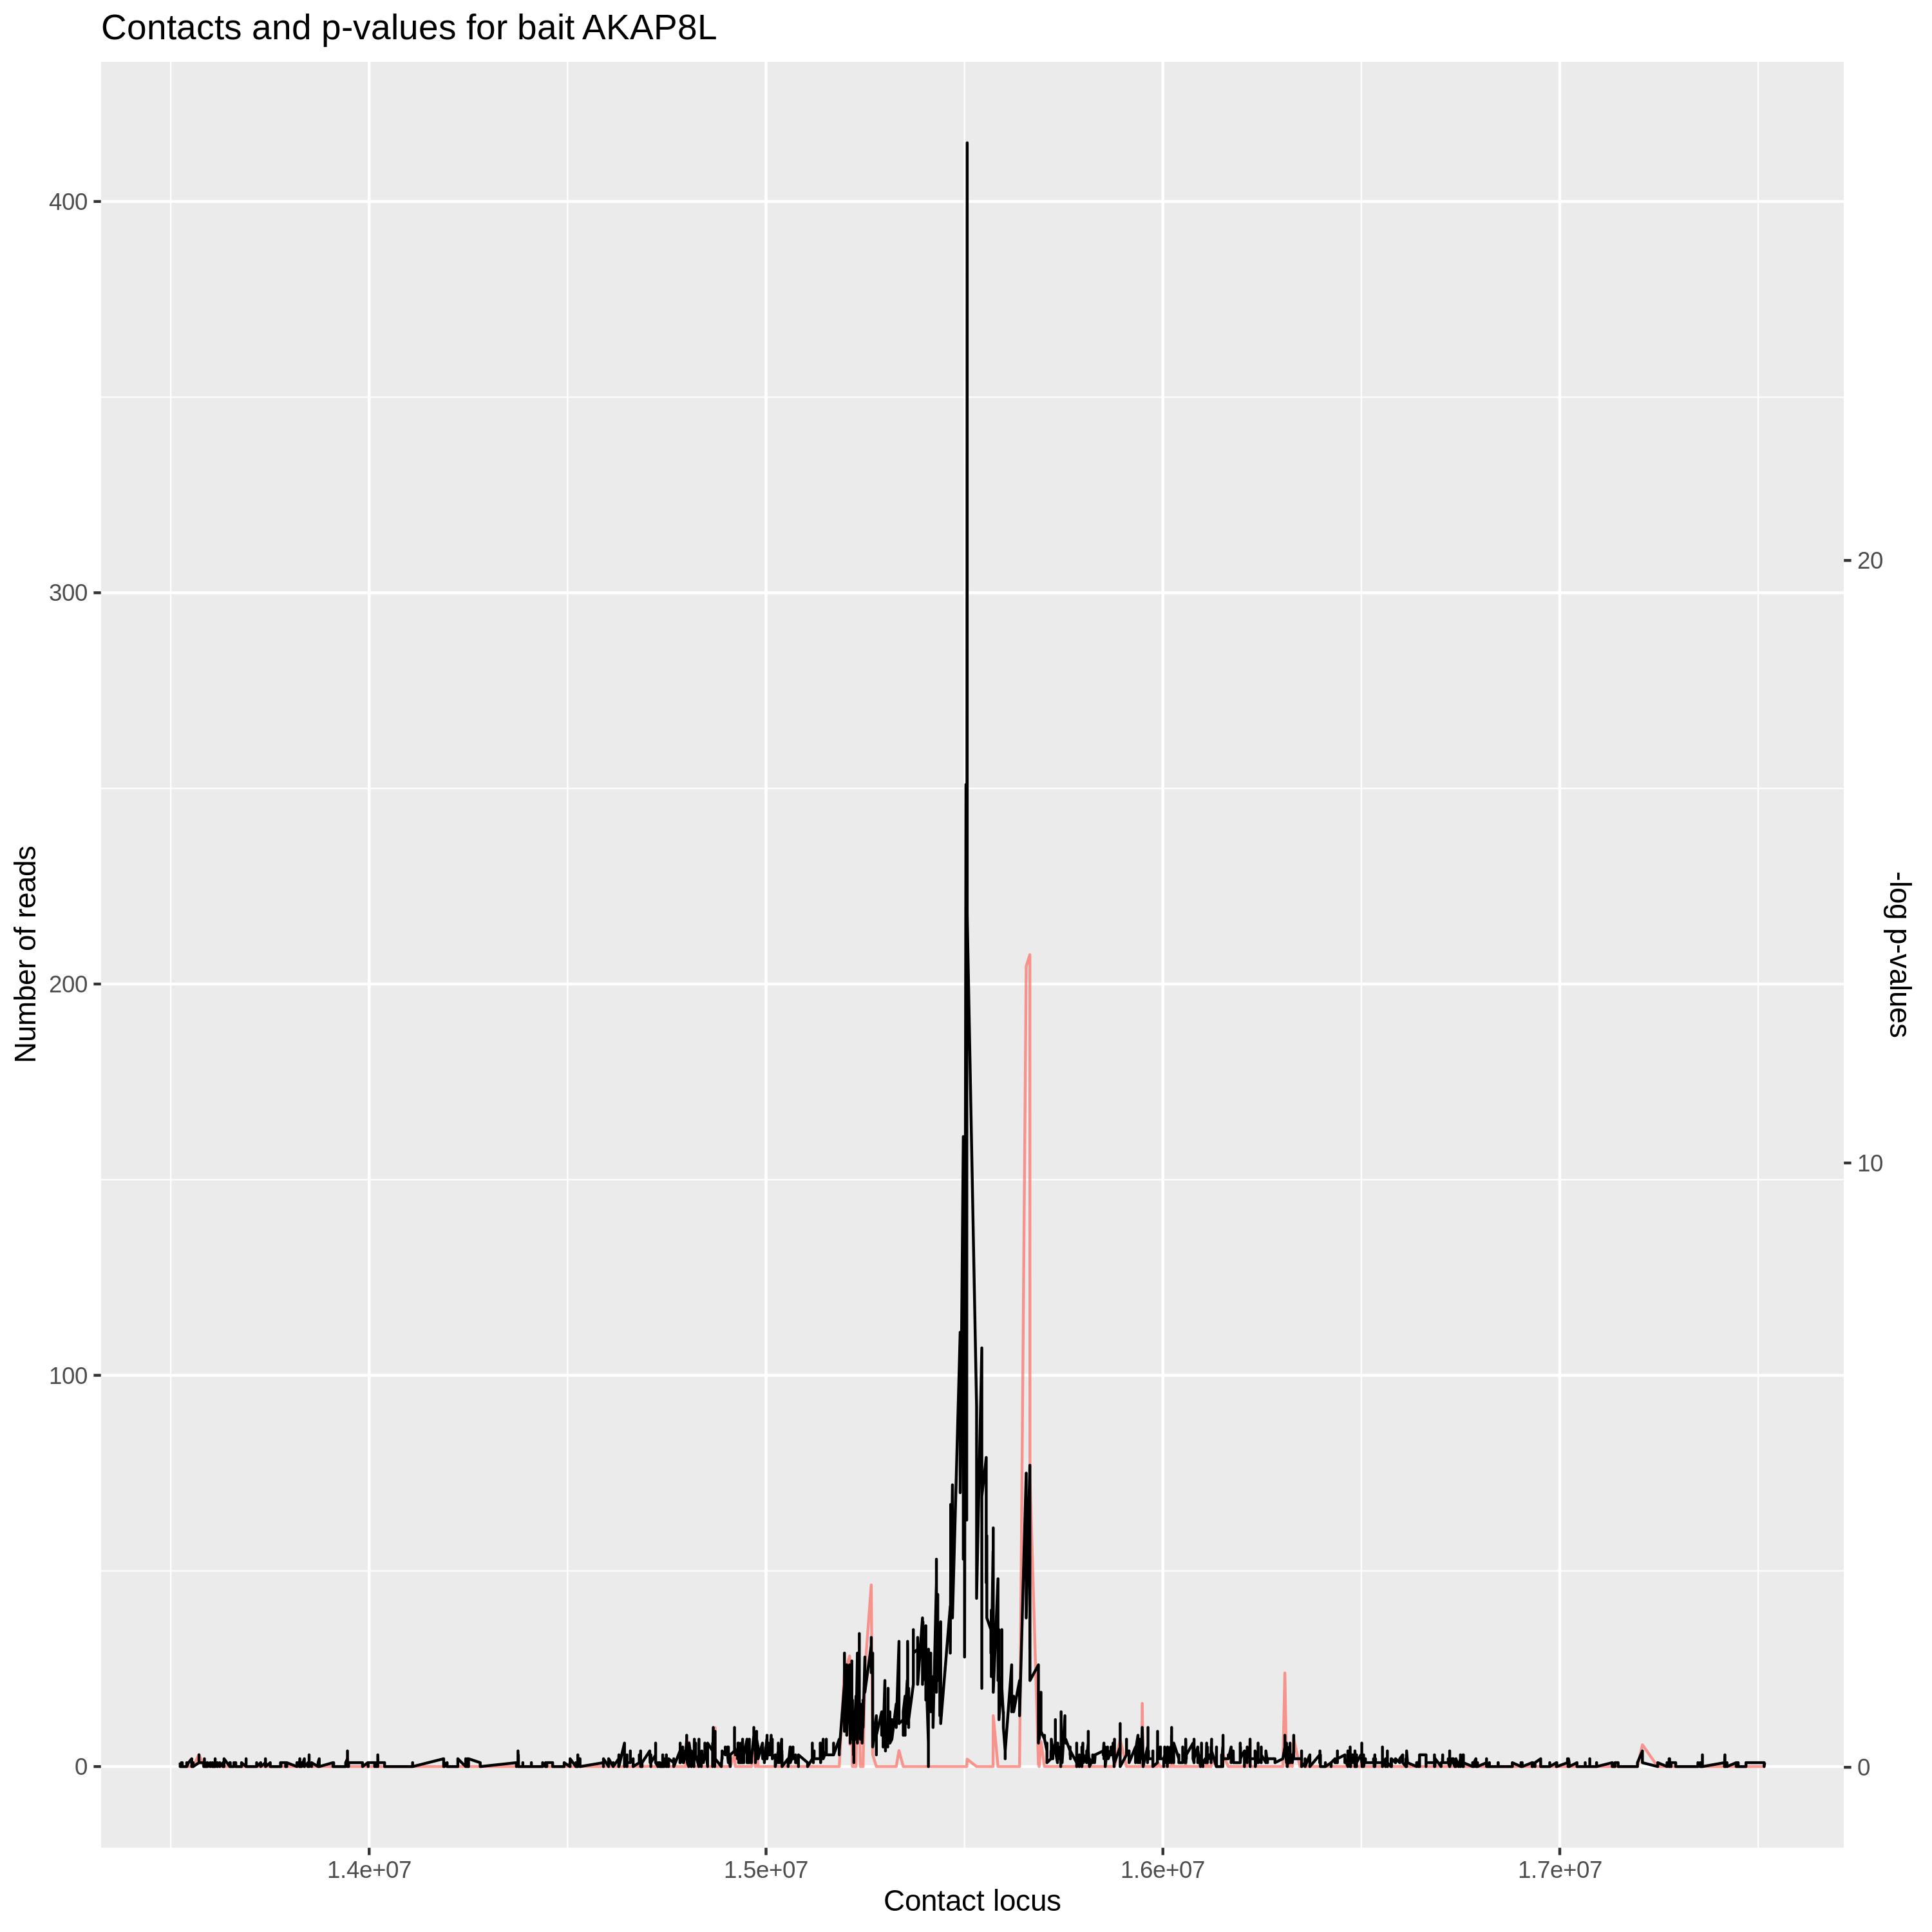 Contacts and p-values for bait AKAP8L
400
300
200
100
0
Number of reads
20
10
0
-log p-values
1.4e+07
1.5e+07
1.6e+07
1.7e+07
Contact locus